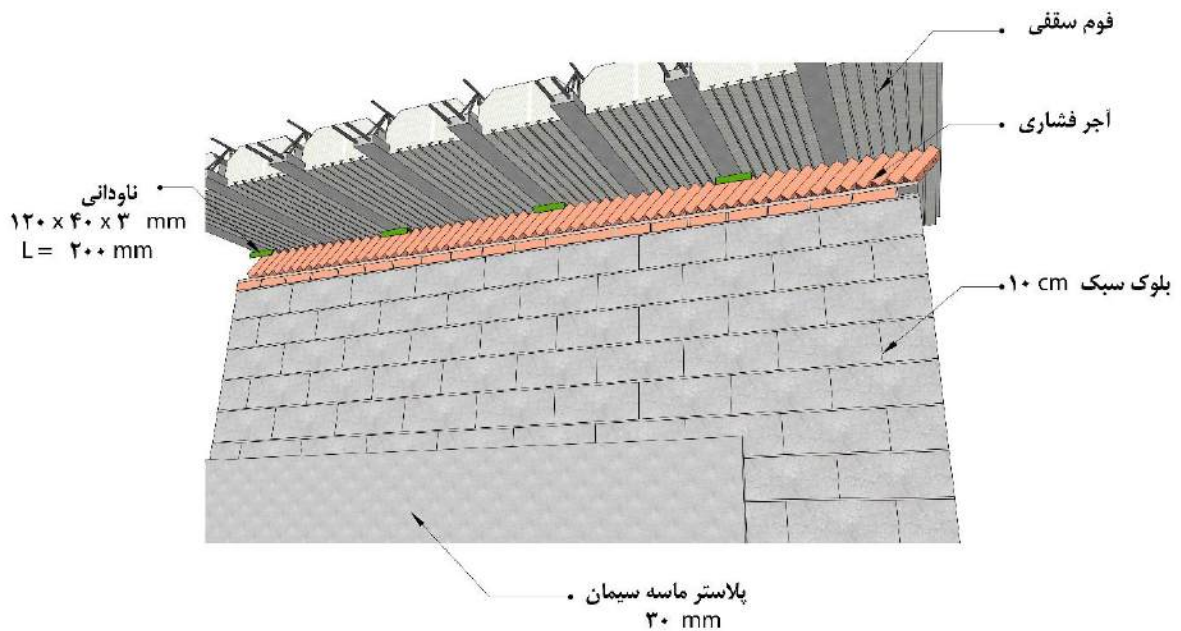 فوم سقفی
آجر فشاری
ناودانی
۱۲۰ x ۴۰ x ۳ mm
L = ۲۰۰ mm
بلوک سبک ۱۰ cm
پلاستر ماسه سیمان
۳۰ mm